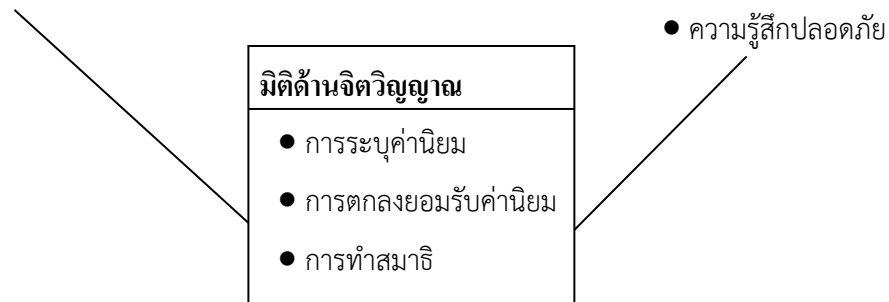 ● ความรู้สึกปลอดภัย
มิติด้านจิตวิญญาณ
● การระบุค่านิยม
● การตกลงยอมรับค่านิยม
● การทำสมาธิ